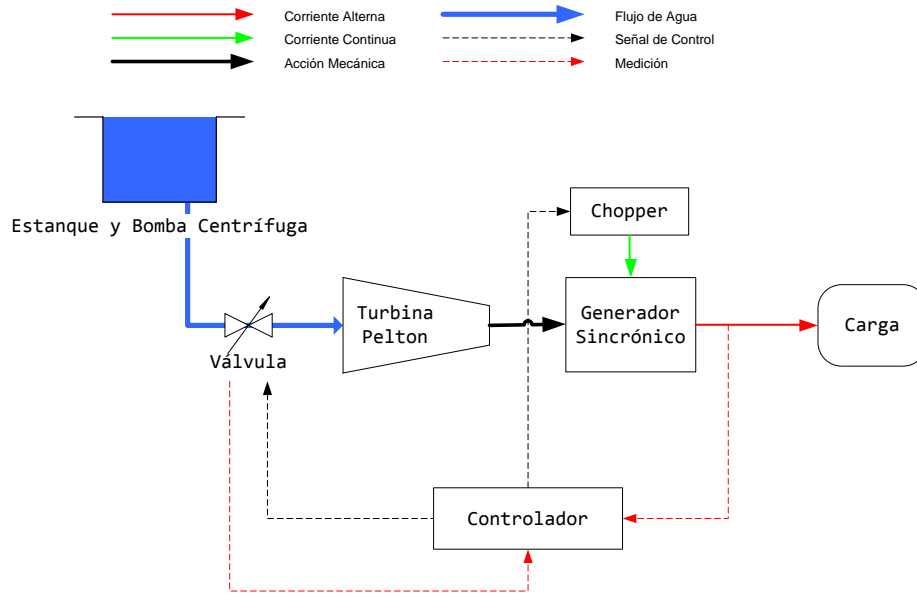 Corriente Alterna
Flujo de Agua
Corriente Continua
Señal de Control
Acción Mecánica
Medición
Estanque y Bomba Centrífuga
Chopper
Turbina
Pelton
Generador
Sincrónico
Carga
Válvula
Controlador